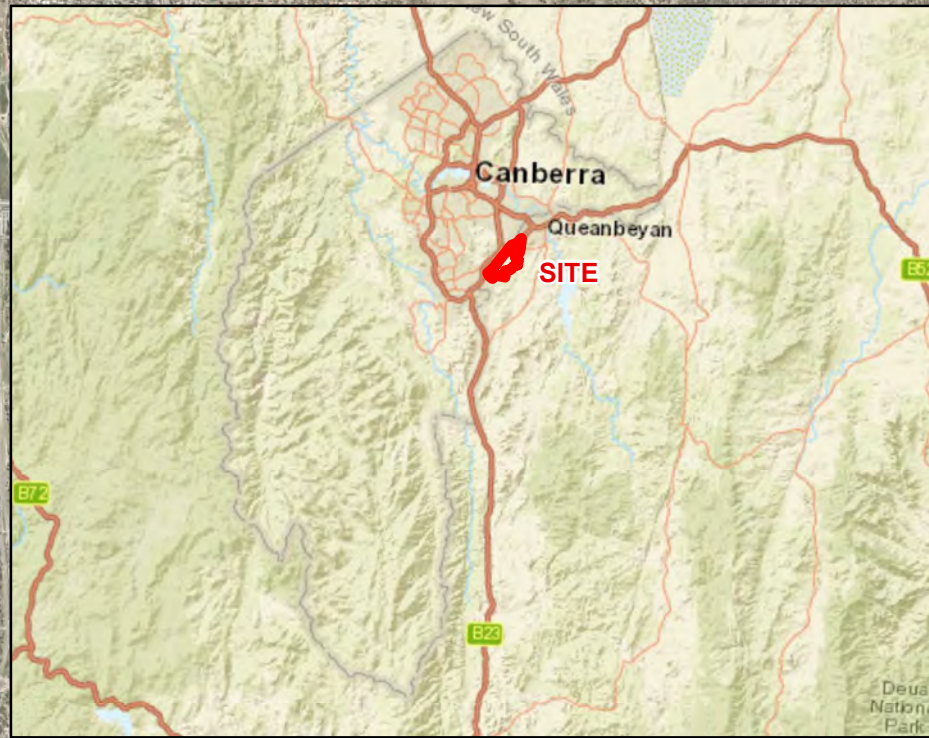 New South Wales
Canberra
Queanbeyan
SITE
B52
B72
B23
Deua
National
Park